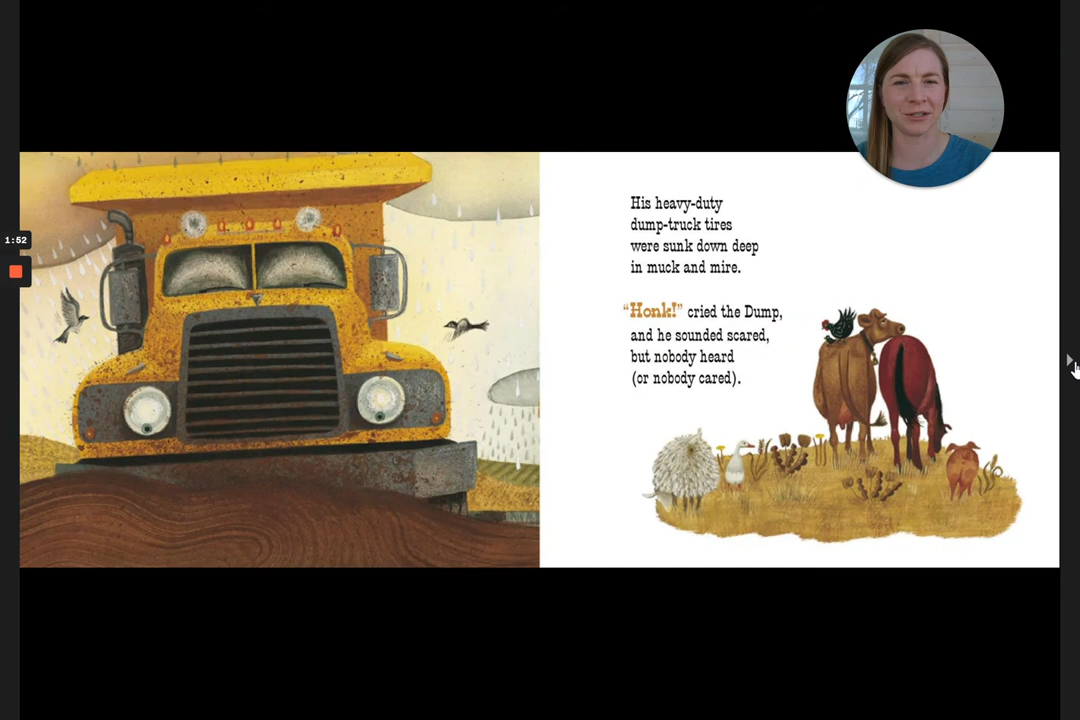 1:52
His heavy-duty
dump-truck tires
were sunk down deep
in muck and mire.
“Honk!” cried the Dump,
and he sounded scared,
but nobody heard
(or nobody cared).